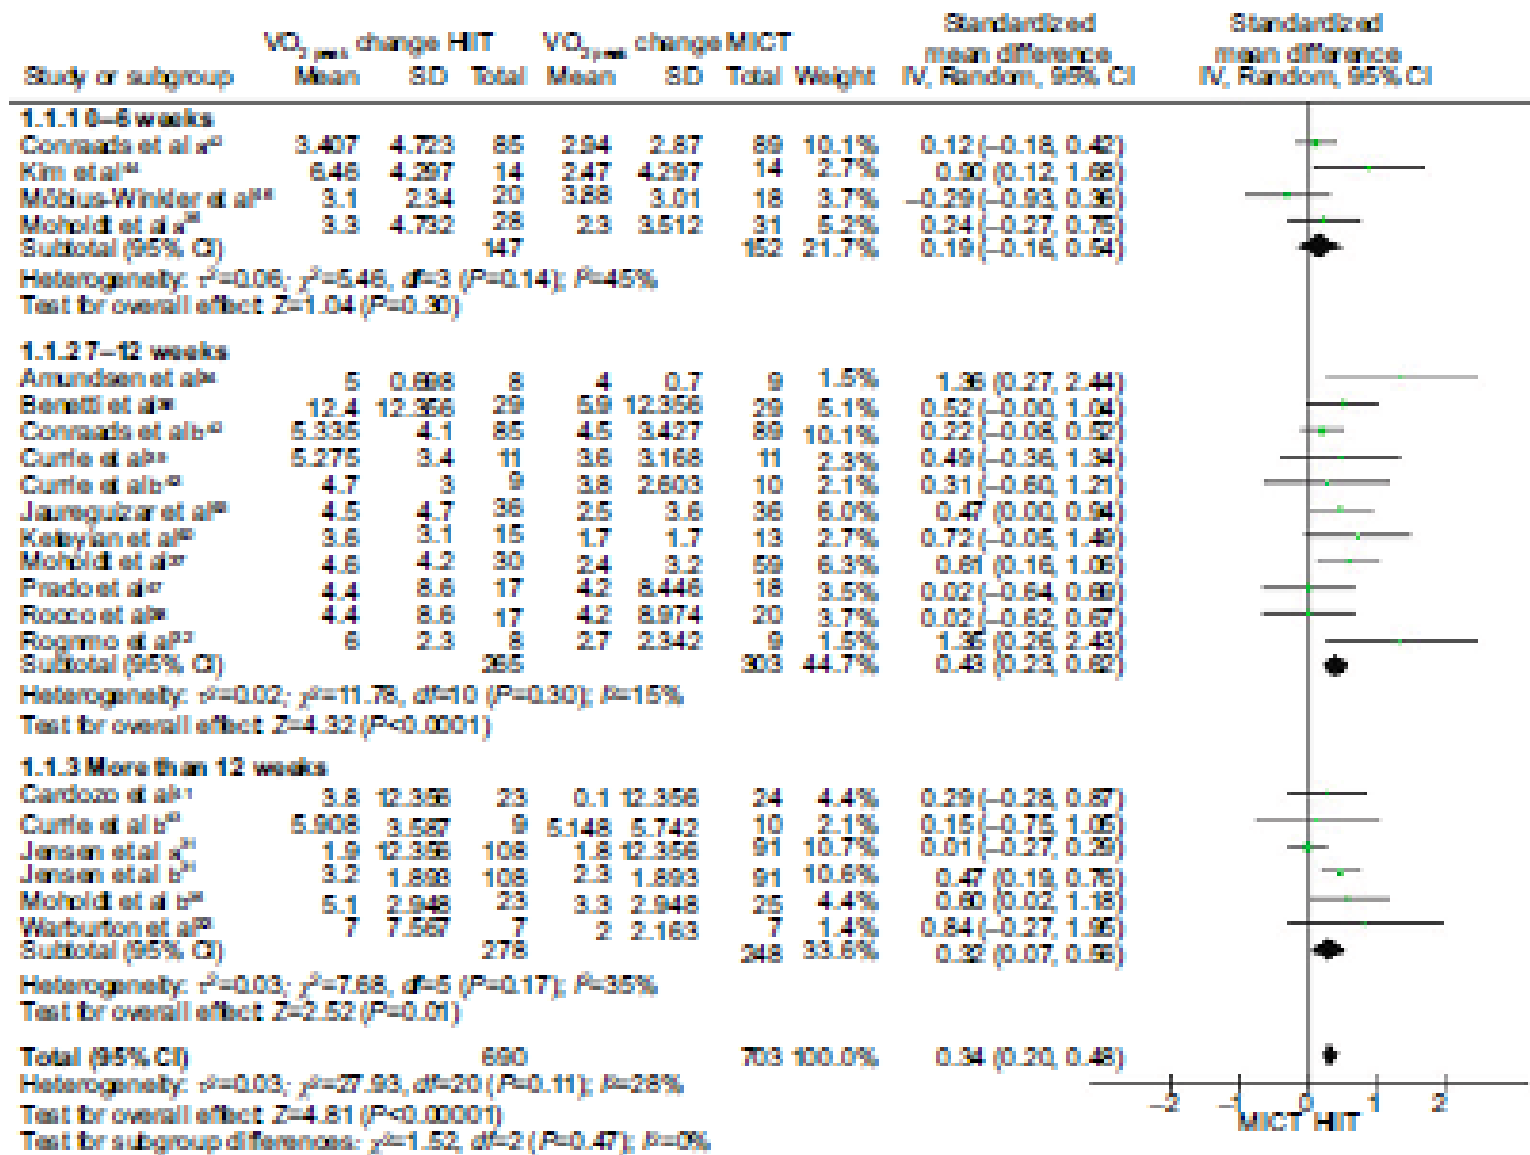 Standardized Standardized
VO2 peak change HIIT VO2 peak change MICT mean difference mean difference
Study or subgroup Mean SD Total Mean SD Total Weight IV, Random, 95% CI IV, Random, 95% CI
1.1.1 0–6 weeks
Conraads et al a 3.407 4.723 85 2.94 2.87 89 10.1% 0.12 (–0.18, 0.42)
Kim et al 6.46 4.297 14 2.47 4.297 14 2.7% 0.90 (0.12, 1.68)
Möbius-Winkler et al 3.1 2.34 20 3.88 3.01 18 3.7% –0.29 (–0.93, 0.36)
Moholdt et al a 3.3 4.732 28 2.3 3.512 31 5.2% 0.24 (–0.27, 0.75)
Subtotal (95% CI) 147 152 21.7% 0.19 (–0.16, 0.54)
Heterogeneity: τ²=0.06; χ²=5.46, df=3 (P=0.14); I²=45%
Test for overall effect: Z=1.04 (P=0.30)
1.1.2 7–12 weeks
Amundsen et al 5 0.698 8 4 0.7 9 1.5% 1.36 (0.27, 2.44)
Benetti et al 12.4 12.356 29 5.9 12.356 29 5.1% 0.52 (–0.00, 1.04)
Conraads et al b 5.335 4.1 85 4.5 3.427 89 10.1% 0.22 (–0.08, 0.52)
Currie et al 5.275 3.4 11 3.6 3.168 11 2.3% 0.49 (–0.36, 1.34)
Currie et al b 4.7 3 9 3.8 2.603 10 2.1% 0.31 (–0.60, 1.21)
Jaureguizar et al 4.5 4.7 36 2.5 3.6 36 6.0% 0.47 (0.00, 0.94)
Keteyian et al 3.6 3.1 15 1.7 1.7 13 2.7% 0.72 (–0.05, 1.49)
Moholdt et al 4.6 4.2 30 2.4 3.2 59 6.3% 0.61 (0.16, 1.06)
Prado et al 4.4 8.6 17 4.2 8.446 18 3.5% 0.02 (–0.64, 0.69)
Rocco et al 4.4 8.6 17 4.2 8.974 20 3.7% 0.02 (–0.62, 0.67)
Rognmo et al 6 2.3 8 2.7 2.342 9 1.5% 1.35 (0.26, 2.43)
Subtotal (95% CI) 265 303 44.7% 0.43 (0.23, 0.62)
Heterogeneity: τ²=0.02; χ²=11.78, df=10 (P=0.30); I²=15%
Test for overall effect: Z=4.32 (P<0.0001)
1.1.3 More than 12 weeks
Cardozo et al 3.8 12.356 23 0.1 12.356 24 4.4% 0.29 (–0.28, 0.87)
Currie et al b 5.908 3.587 9 5.148 5.742 10 2.1% 0.15 (–0.75, 1.05)
Jensen et al a 1.9 12.356 108 1.8 12.356 91 10.7% 0.01 (–0.27, 0.29)
Jensen et al b 3.2 1.893 108 2.3 1.893 91 10.6% 0.47 (0.19, 0.76)
Moholdt et al b 5.1 2.948 23 3.3 2.948 25 4.4% 0.60 (0.02, 1.18)
Warburton et al 7 7.567 7 2 2.163 7 1.4% 0.84 (–0.27, 1.95)
Subtotal (95% CI) 278 248 33.6% 0.32 (0.07, 0.56)
Heterogeneity: τ²=0.03; χ²=7.68, df=5 (P=0.17); I²=35%
Test for overall effect: Z=2.52 (P=0.01)
Total (95% CI) 690 703 100.0% 0.34 (0.20, 0.48)
Heterogeneity: τ²=0.03; χ²=27.93, df=20 (P=0.11); I²=28%
Test for overall effect: Z=4.81 (P<0.00001)
Test for subgroup differences: χ²=1.52, df=2 (P=0.47); I²=0%
–2 –1 0 1 2
MICT HIIT